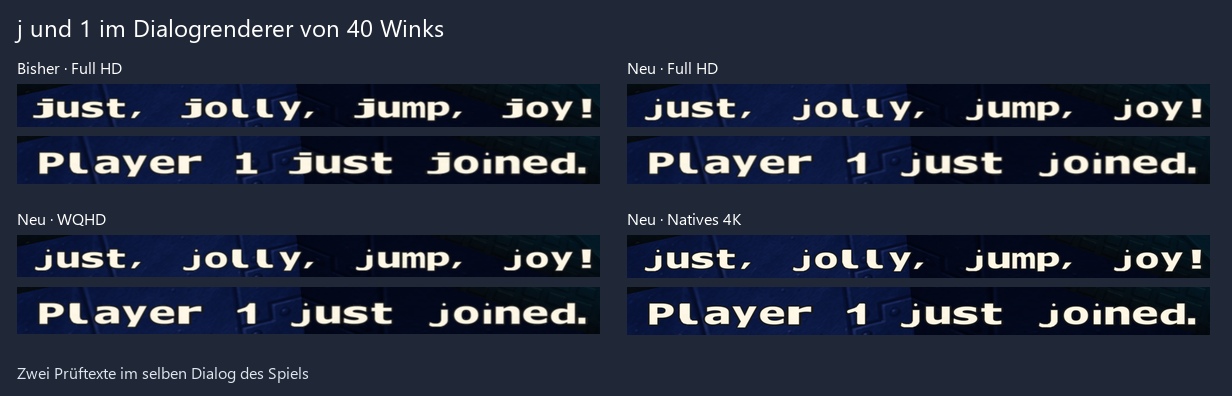 j und 1 im Dialogrenderer von 40 Winks
Bisher · Full HD
just, jolly, jump, joy!
Player 1 just joined.
Neu · Full HD
just, jolly, jump, joy!
Player 1 just joined.
Neu · WQHD
just, jolly, jump, joy!
Player 1 just joined.
Neu · Natives 4K
just, jolly, jump, joy!
Player 1 just joined.
Zwei Prüftexte im selben Dialog des Spiels